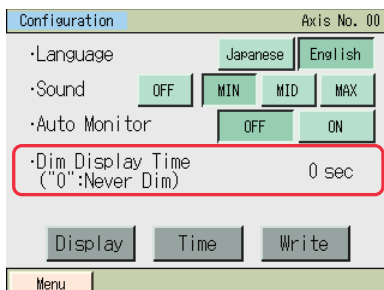 Configuration Axis No. 00
·Language Japanese English
·Sound OFF MIN MID MAX
·Auto Monitor OFF ON
·Dim Display Time 0 sec
("0":Never Dim)
Display Time Write
Menu